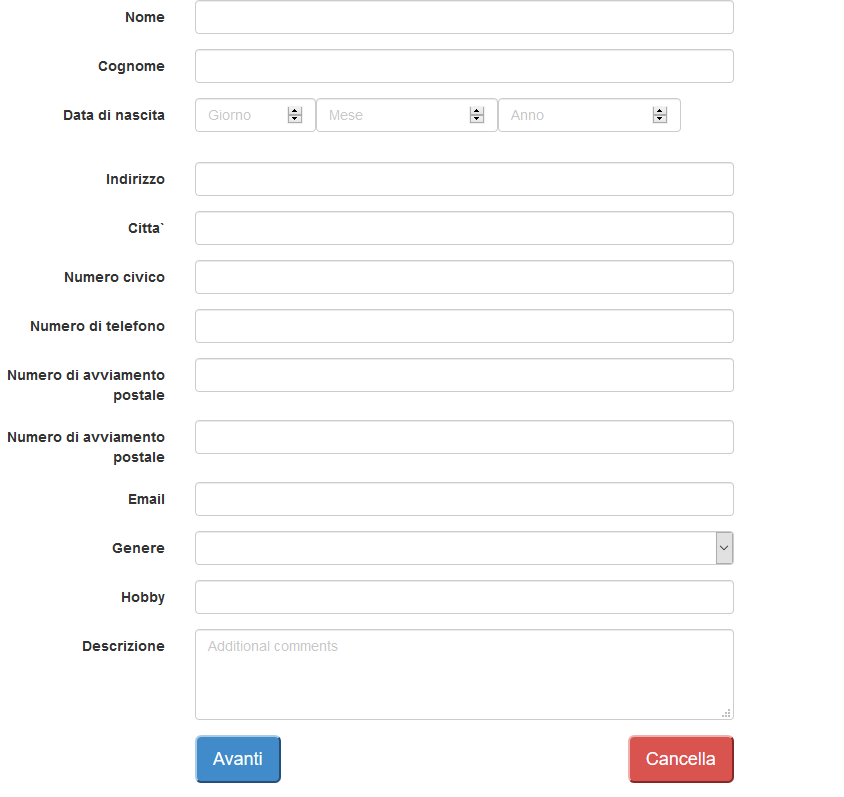 Nome
Cognome
Data di nascita Giorno Mese Anno
Indirizzo
Citta`
Numero civico
Numero di telefono
Numero di avviamento
postale
Numero di avviamento
postale
Email
Genere
Hobby
Descrizione Additional comments
Avanti Cancella